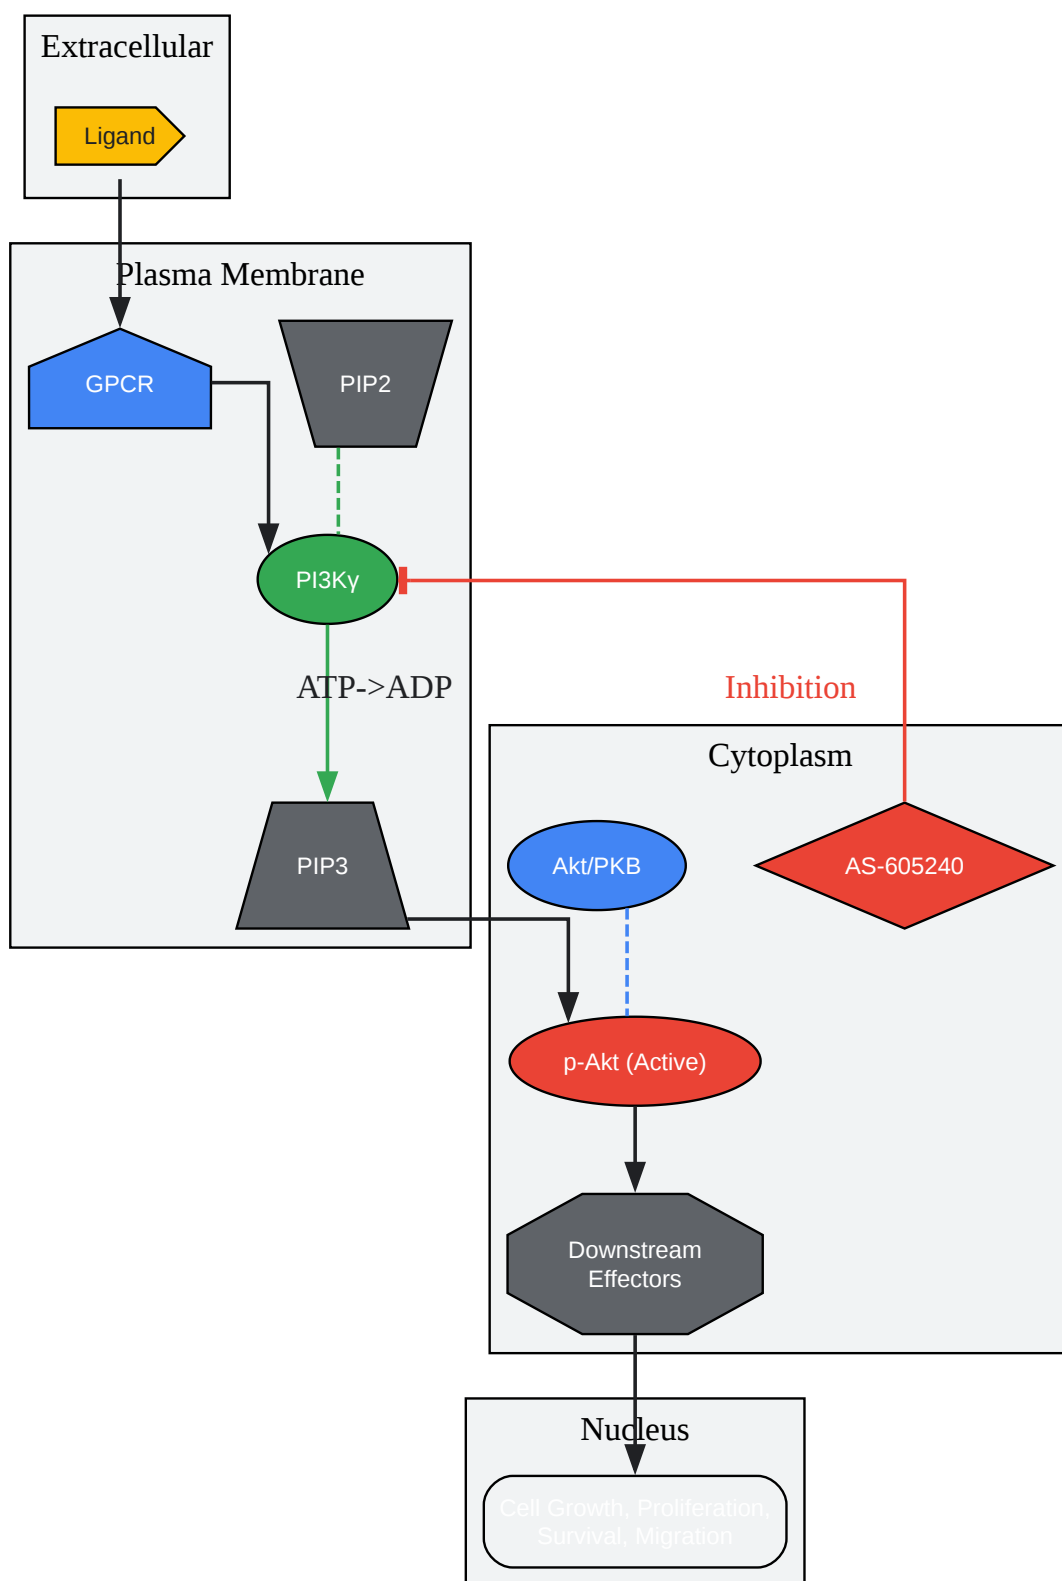 Extracellular
Ligand
Plasma Membrane
GPCR
PIP2
PI3Kγ
ATP->ADP
Inhibition
Cytoplasm
PIP3
Akt/PKB
AS-605240
p-Akt (Active)
Downstream
Effectors
Nucleus
Cell Growth, Proliferation,
Survival, Migration